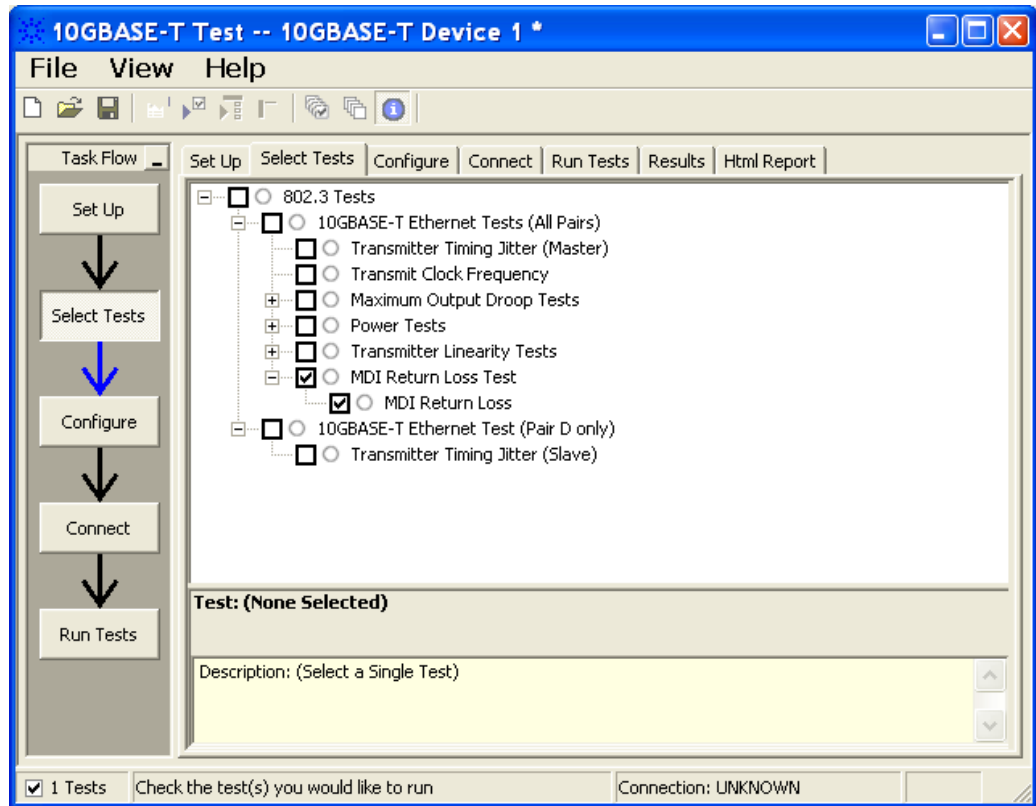 10GBASE-T Test -- 10GBASE-T Device 1 *
File View Help
Task Flow
Set Up
Select Tests
Configure
Connect
Run Tests
Set Up Select Tests Configure Connect Run Tests Results Html Report
802.3 Tests
10GBASE-T Ethernet Tests (All Pairs)
Transmitter Timing Jitter (Master)
Transmit Clock Frequency
Maximum Output Droop Tests
Power Tests
Transmitter Linearity Tests
MDI Return Loss Test
MDI Return Loss
10GBASE-T Ethernet Test (Pair D only)
Transmitter Timing Jitter (Slave)
Test: (None Selected)
Description: (Select a Single Test)
1 Tests Check the test(s) you would like to run Connection: UNKNOWN